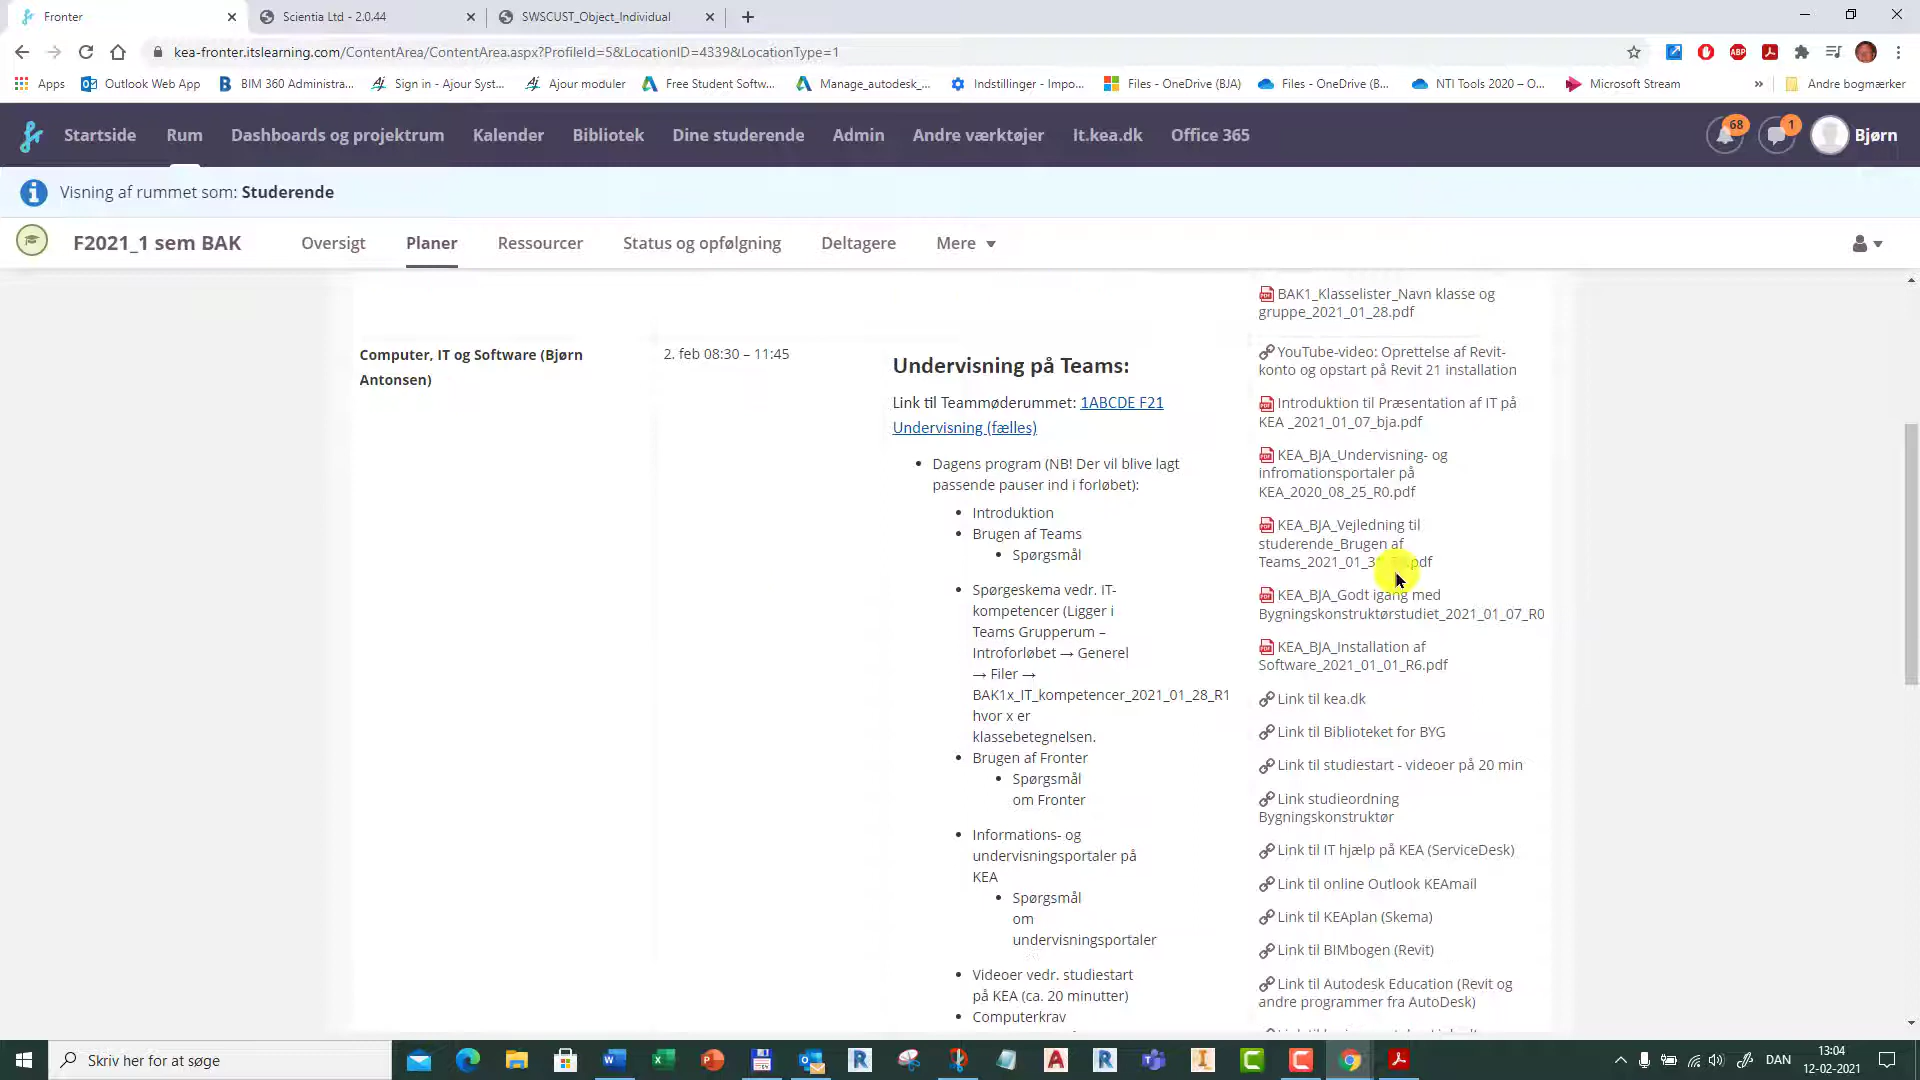 Fronter
Scientia Ltd - 2.0.44
SWSCUST_Object_Individual
kea-fronter.itslearning.com/ContentArea/ContentArea.aspx?ProfileId=5&LocationID=4339&LocationType=1
ABP
Apps
Outlook Web App
BIM 360 Administra...
Sign in - Ajour Syst...
Ajour moduler
Free Student Softw...
Manage_autodesk_...
Indstillinger - Impo...
Files - OneDrive (BJA)
Files - OneDrive (B...
NTI Tools 2020 – O...
Microsoft Stream
»
Andre bogmærker
Startside
Rum
Dashboards og projektrum
Kalender
Bibliotek
Dine studerende
Admin
Andre værktøjer
It.kea.dk
Office 365
68
1
Bjørn
Visning af rummet som: Studerende
F2021_1 sem BAK
Oversigt
Planer
Ressourcer
Status og opfølgning
Deltagere
Mere
Computer, IT og Software (Bjørn
Antonsen)
2. feb 08:30 – 11:45
Undervisning på Teams:
Link til Teammøderummet: 1ABCDE F21
Undervisning (fælles)
• Dagens program (NB! Der vil blive lagt
passende pauser ind i forløbet):
• Introduktion
• Brugen af Teams
• Spørgsmål
• Spørgeskema vedr. IT-
kompetencer (Ligger i
Teams Grupperum –
Introforløbet → Generel
→ Filer →
BAK1x_IT_kompetencer_2021_01_28_R1
hvor x er
klassebetegnelsen.
• Brugen af Fronter
• Spørgsmål
om Fronter
• Informations- og
undervisningsportaler på
KEA
• Spørgsmål
om
undervisningsportaler
• Videoer vedr. studiestart
på KEA (ca. 20 minutter)
• Computerkrav
BAK1_Klasselister_Navn klasse og
gruppe_2021_01_28.pdf
YouTube-video: Oprettelse af Revit-
konto og opstart på Revit 21 installation
Introduktion til Præsentation af IT på
KEA _2021_01_07_bja.pdf
KEA_BJA_Undervisning- og
infromationsportaler på
KEA_2020_08_25_R0.pdf
KEA_BJA_Vejledning til
studerende_Brugen af
KEA_BJA_Godt igang med
Bygningskonstruktørstudiet_2021_01_07_R0
KEA_BJA_Installation af
Software_2021_01_01_R6.pdf
Link til kea.dk
Link til Biblioteket for BYG
Link til studiestart - videoer på 20 min
Link studieordning
Bygningskonstruktør
Link til IT hjælp på KEA (ServiceDesk)
Link til online Outlook KEAmail
Link til KEAplan (Skema)
Link til BIMbogen (Revit)
Link til Autodesk Education (Revit og
andre programmer fra AutoDesk)
Skriv her for at søge
DAN
13:04
12-02-2021